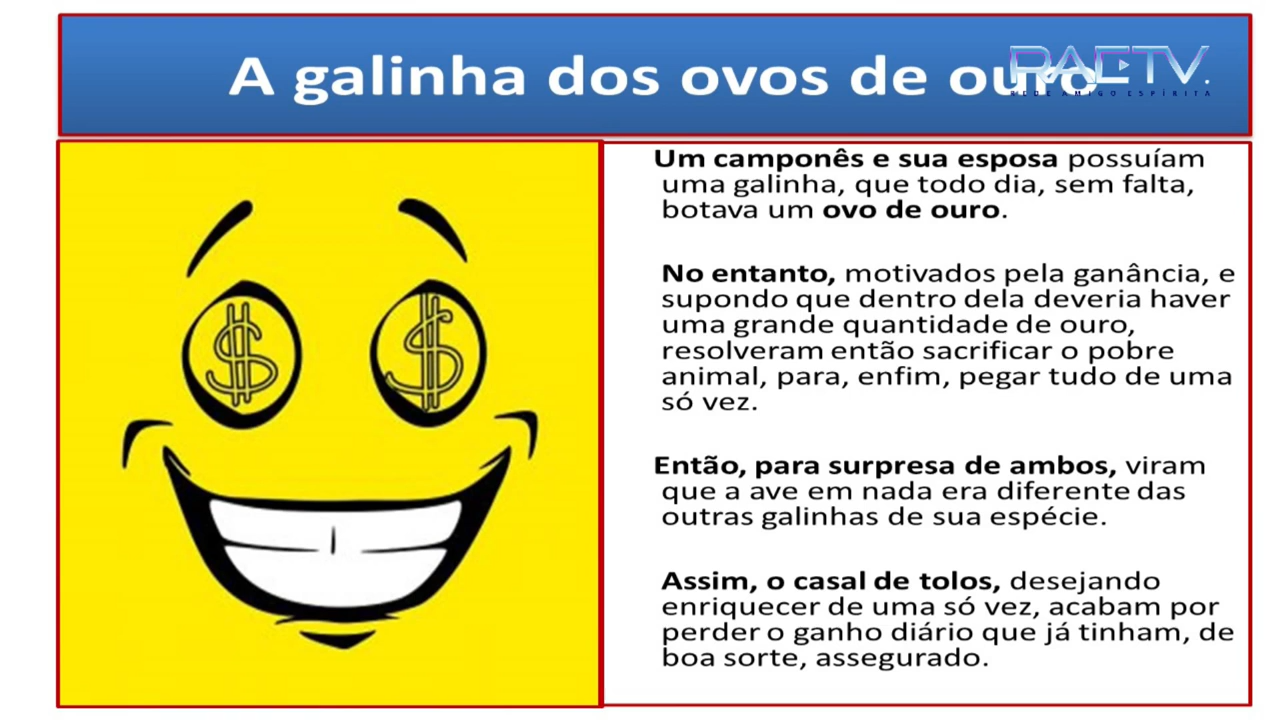 A galinha dos ovos de ouro
RAETV.
REDE AMIGO ESPÍRITA
Um camponês e sua esposa possuíam
uma galinha, que todo dia, sem falta,
botava um ovo de ouro.
No entanto, motivados pela ganância, e
supondo que dentro dela deveria haver
uma grande quantidade de ouro,
resolveram então sacrificar o pobre
animal, para, enfim, pegar tudo de uma
só vez.
Então, para surpresa de ambos, viram
que a ave em nada era diferente das
outras galinhas de sua espécie.
Assim, o casal de tolos, desejando
enriquecer de uma só vez, acabam por
perder o ganho diário que já tinham, de
boa sorte, assegurado.